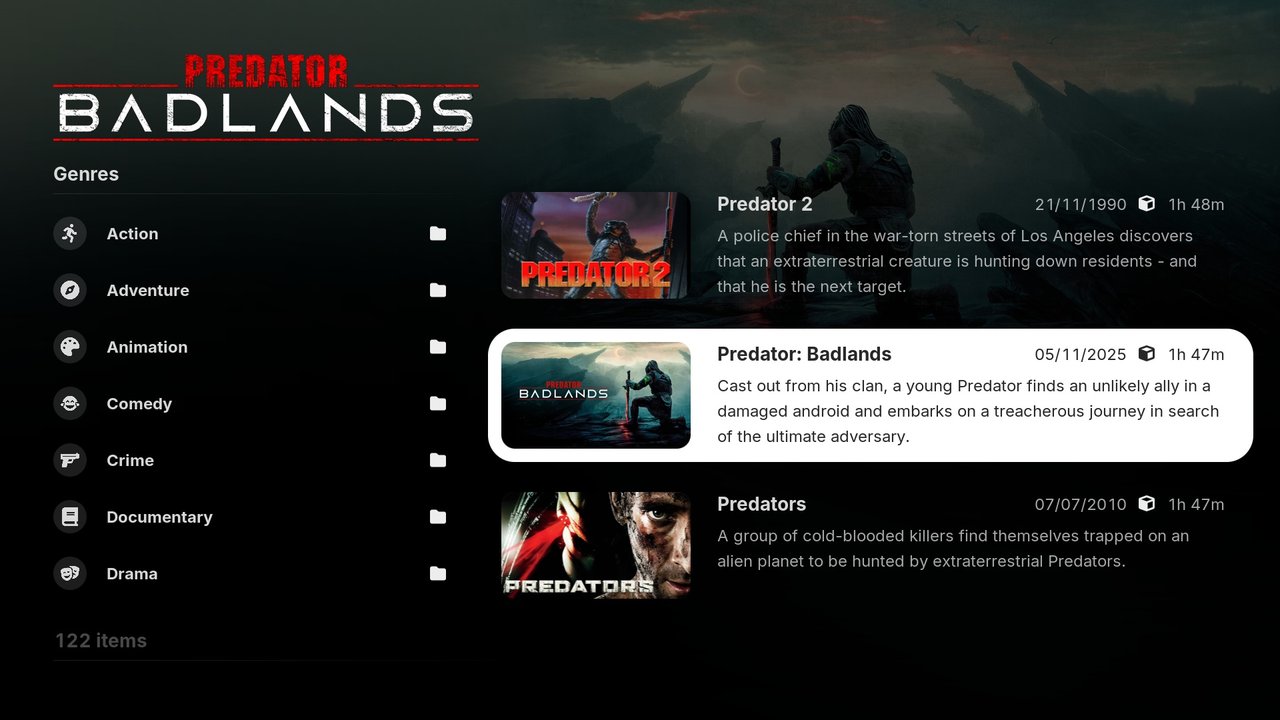 PREDATOR
BADLANDS
Genres
Action
Adventure
Animation
Comedy
Crime
Documentary
Drama
122 items
PREDATOR 2
Predator 2
21/11/1990
1h 48m
A police chief in the war-torn streets of Los Angeles discovers
that an extraterrestrial creature is hunting down residents - and
that he is the next target.
PREDATOR
BADLANDS
Predator: Badlands
05/11/2025
1h 47m
Cast out from his clan, a young Predator finds an unlikely ally in a
damaged android and embarks on a treacherous journey in search
of the ultimate adversary.
PREDATORS
Predators
07/07/2010
1h 47m
A group of cold-blooded killers find themselves trapped on an
alien planet to be hunted by extraterrestrial Predators.